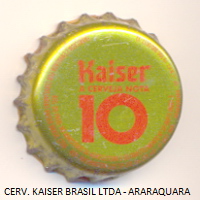 Kaiser
A CERVEJA NOTA
10
CERV. KAISER BRASIL LTDA - ARARAQUARA